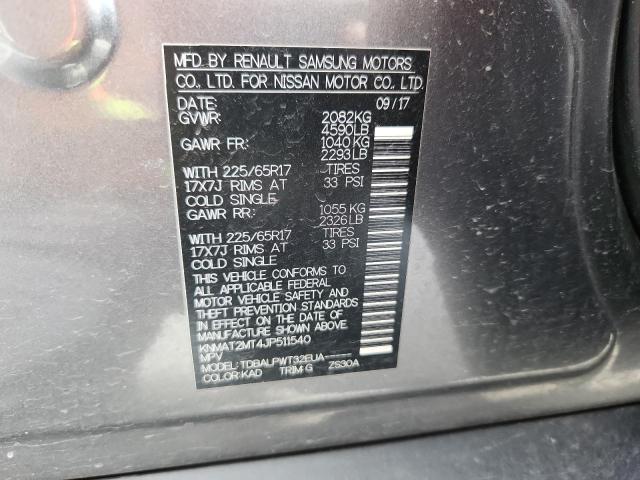 MFD. BY RENAULT SAMSUNG MOTORS
CO., LTD. FOR NISSAN MOTOR CO., LTD.
DATE: 09/17
GVWR: 2082KG
4590LB
GAWR FR: 1040 KG
2293LB
WITH 225/65R17 TIRES
17X7J RIMS AT 33 PSI
COLD SINGLE
GAWR RR: 1055 KG
2326LB
WITH 225/65R17 TIRES
17X7J RIMS AT 33 PSI
COLD SINGLE
THIS VEHICLE CONFORMS TO
ALL APPLICABLE FEDERAL
MOTOR VEHICLE SAFETY AND
THEFT PREVENTION STANDARDS
IN EFFECT ON THE DATE OF
MANUFACTURE SHOWN ABOVE.
KNMAT2MT4JP511540
MPV
MODEL: TDBALPWT32EUA-----
COLOR: KAD TRIM: G ZS30A